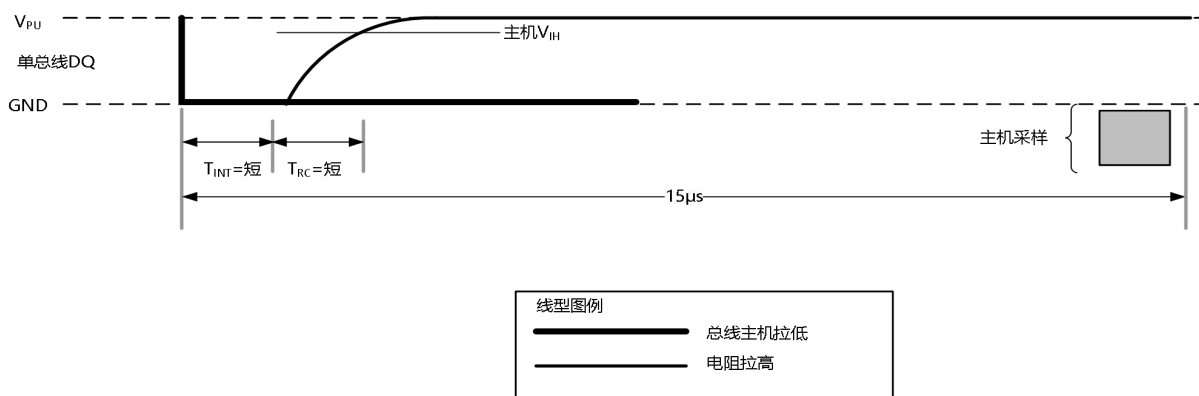 V_PU
主机V_IH
单总线DQ
GND
主机采样
T_INT=短
T_RC=短
15μs
线型图例
总线主机拉低
电阻拉高